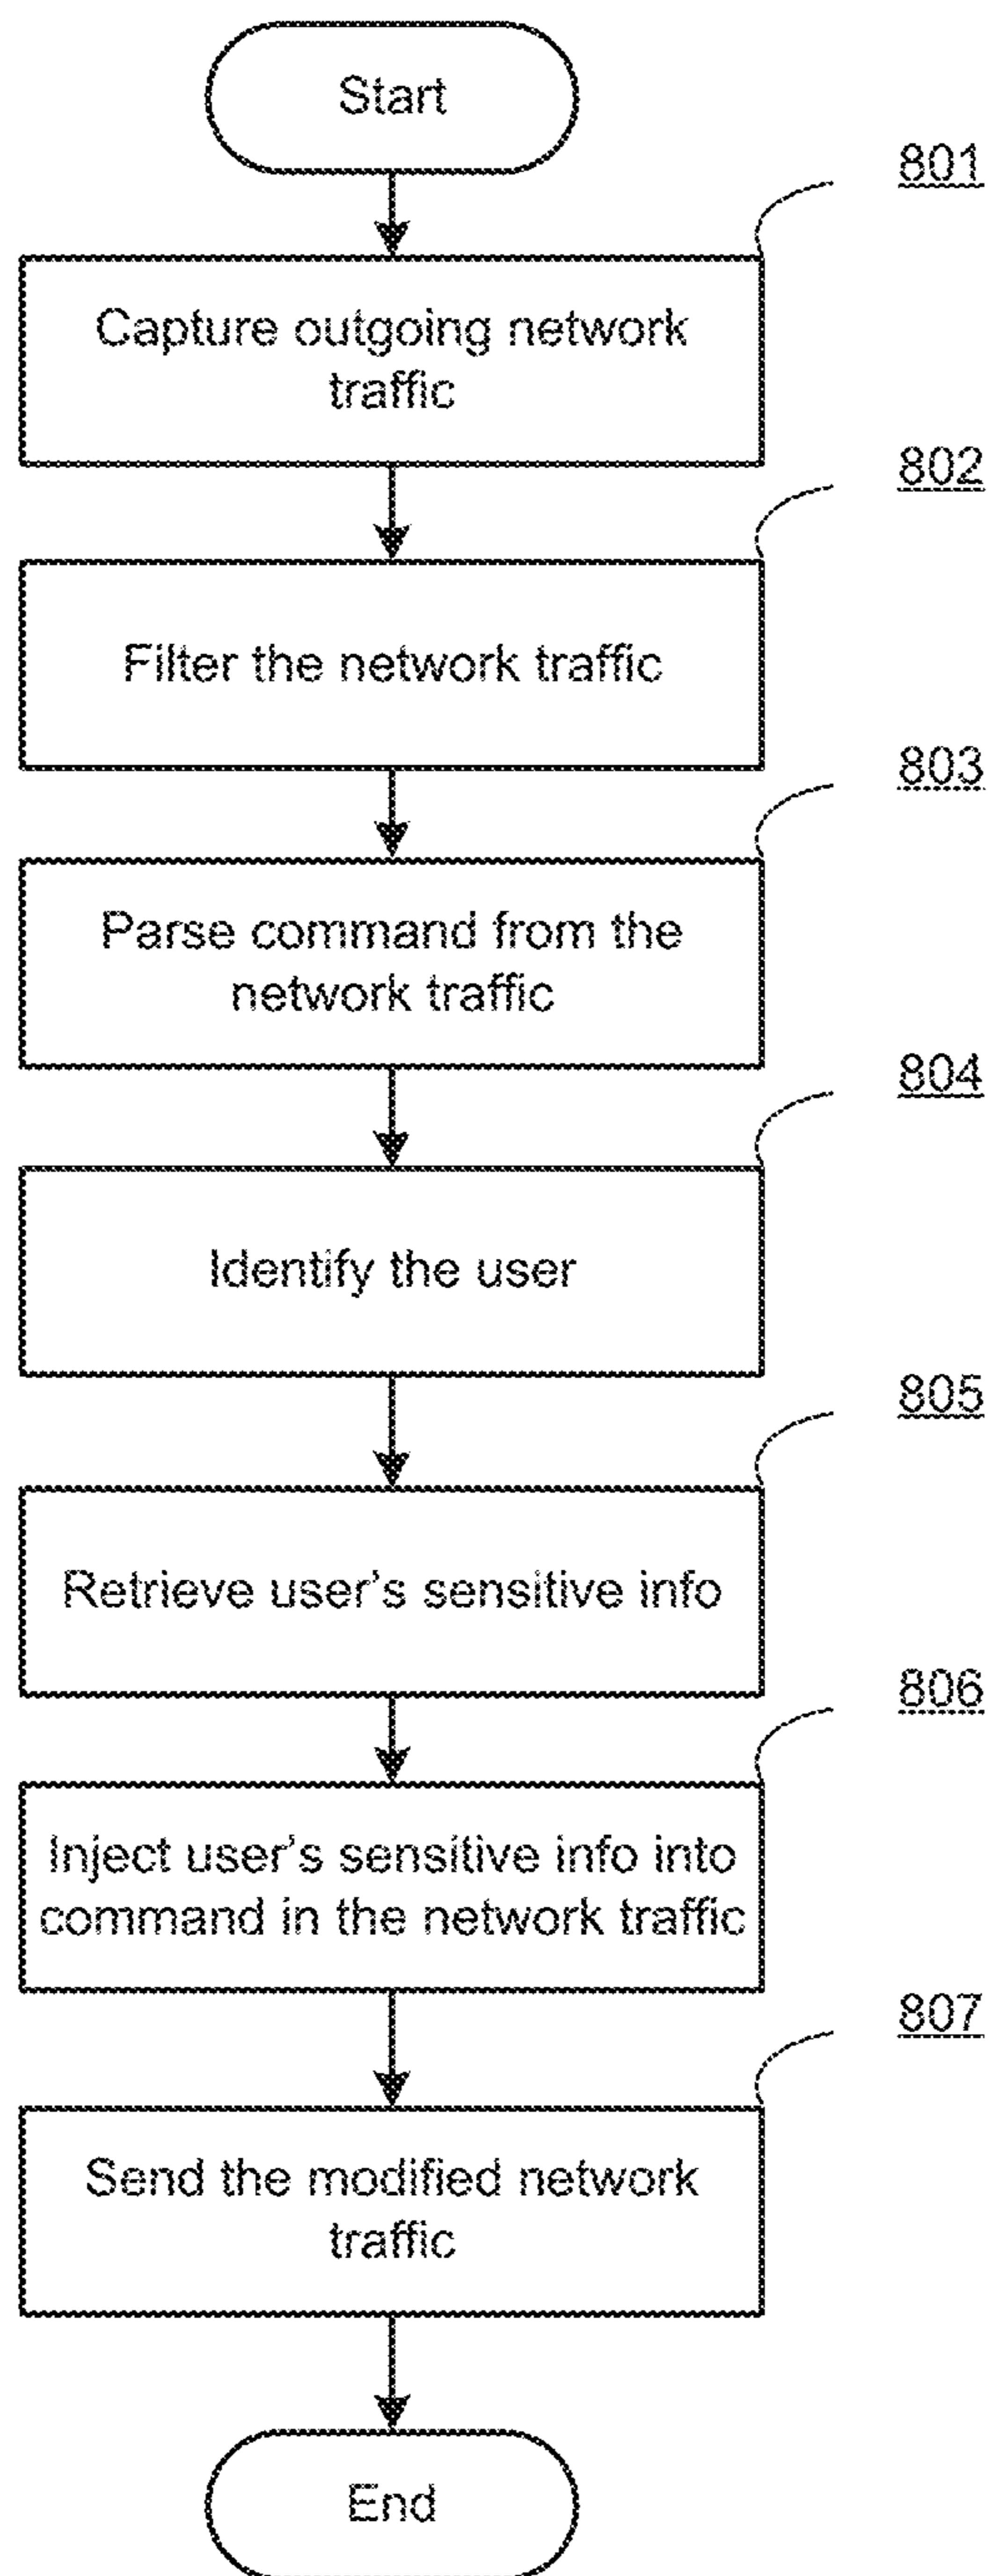 Start
801
Capture outgoing network
traffic
802
Filter the network traffic
803
Parse command from the
network traffic
804
Identify the user
805
Retrieve user's sensitive info
806
Inject user's sensitive info into
command in the network traffic
807
Send the modified network
traffic
End